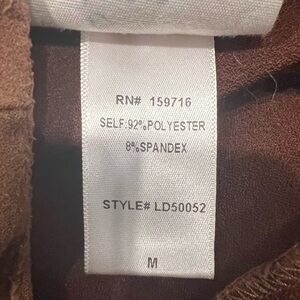 RN# 159716
SELF:92%POLYESTER
8%SPANDEX
STYLE# LD50052
M